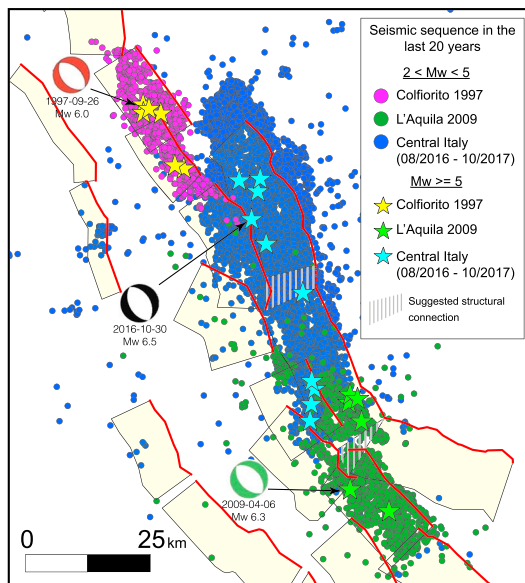 Seismic sequence in the
last 20 years
2 < Mw < 5
Colfiorito 1997
L'Aquila 2009
Central Italy
(08/2016 - 10/2017)
Mw >= 5
Colfiorito 1997
L'Aquila 2009
Central Italy
(08/2016 - 10/2017)
Suggested structural
connection
1997-09-26
Mw 6.0
2016-10-30
Mw 6.5
2009-04-06
Mw 6.3
0 25 km